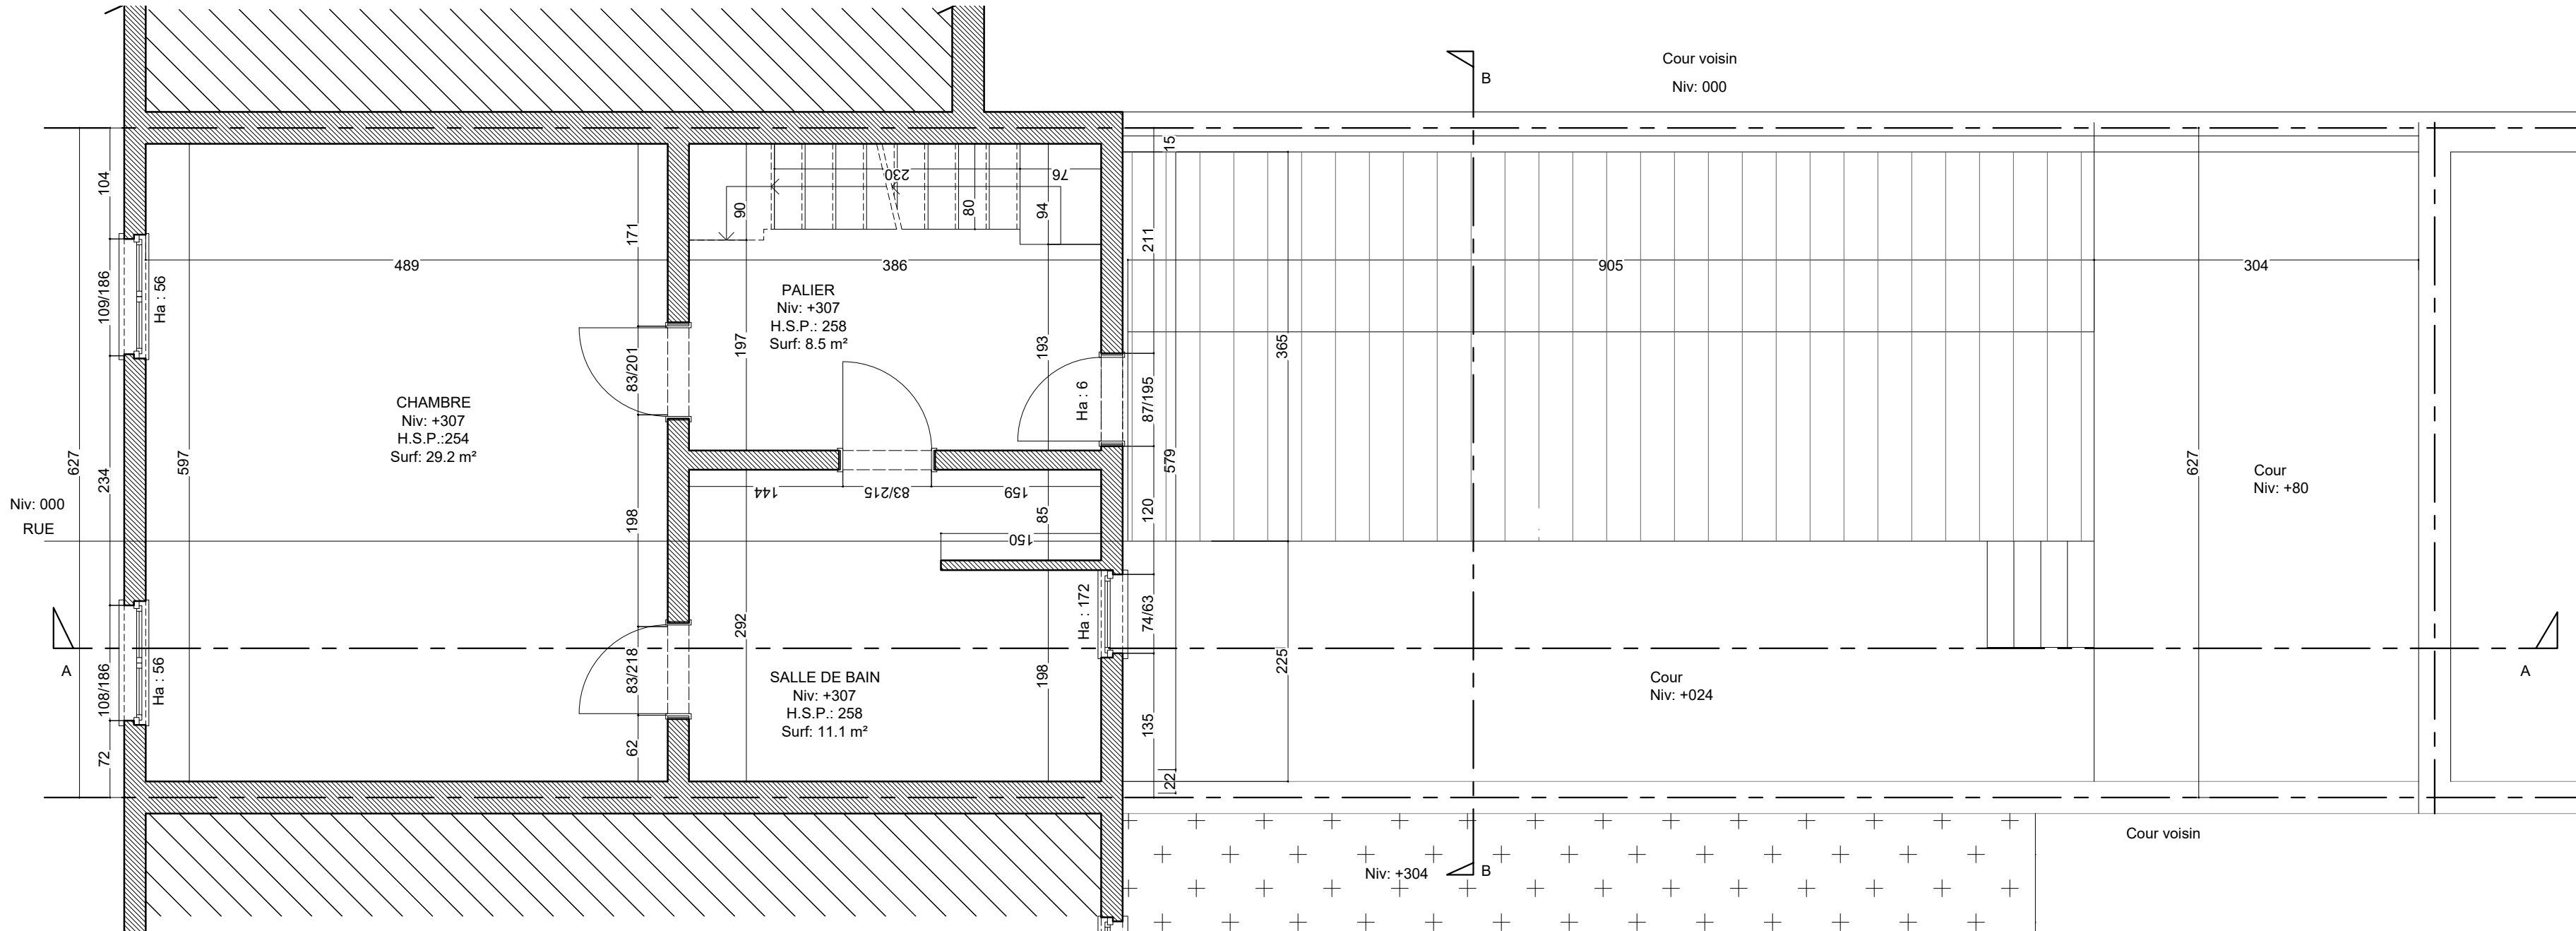 Cour voisin
Niv: 000
B
15
104
230
76
90
80
94
171
211
489
386
905
304
109/186
Ha : 56
PALIER
Niv: +307
H.S.P.: 258
Surf: 8.5 m²
83/201
197
193
365
87/195
Ha : 6
CHAMBRE
Niv: +307
H.S.P.:254
Surf: 29.2 m²
627
597
234
579
627
Cour
Niv: +80
144
83/215
159
Niv: 000
RUE
198
85
120
150
Ha : 172
74/63
292
A
108/186
Ha : 56
83/218
SALLE DE BAIN
Niv: +307
H.S.P.: 258
Surf: 11.1 m²
198
225
Cour
Niv: +024
A
135
72
62
22
Cour voisin
Niv: +304
B